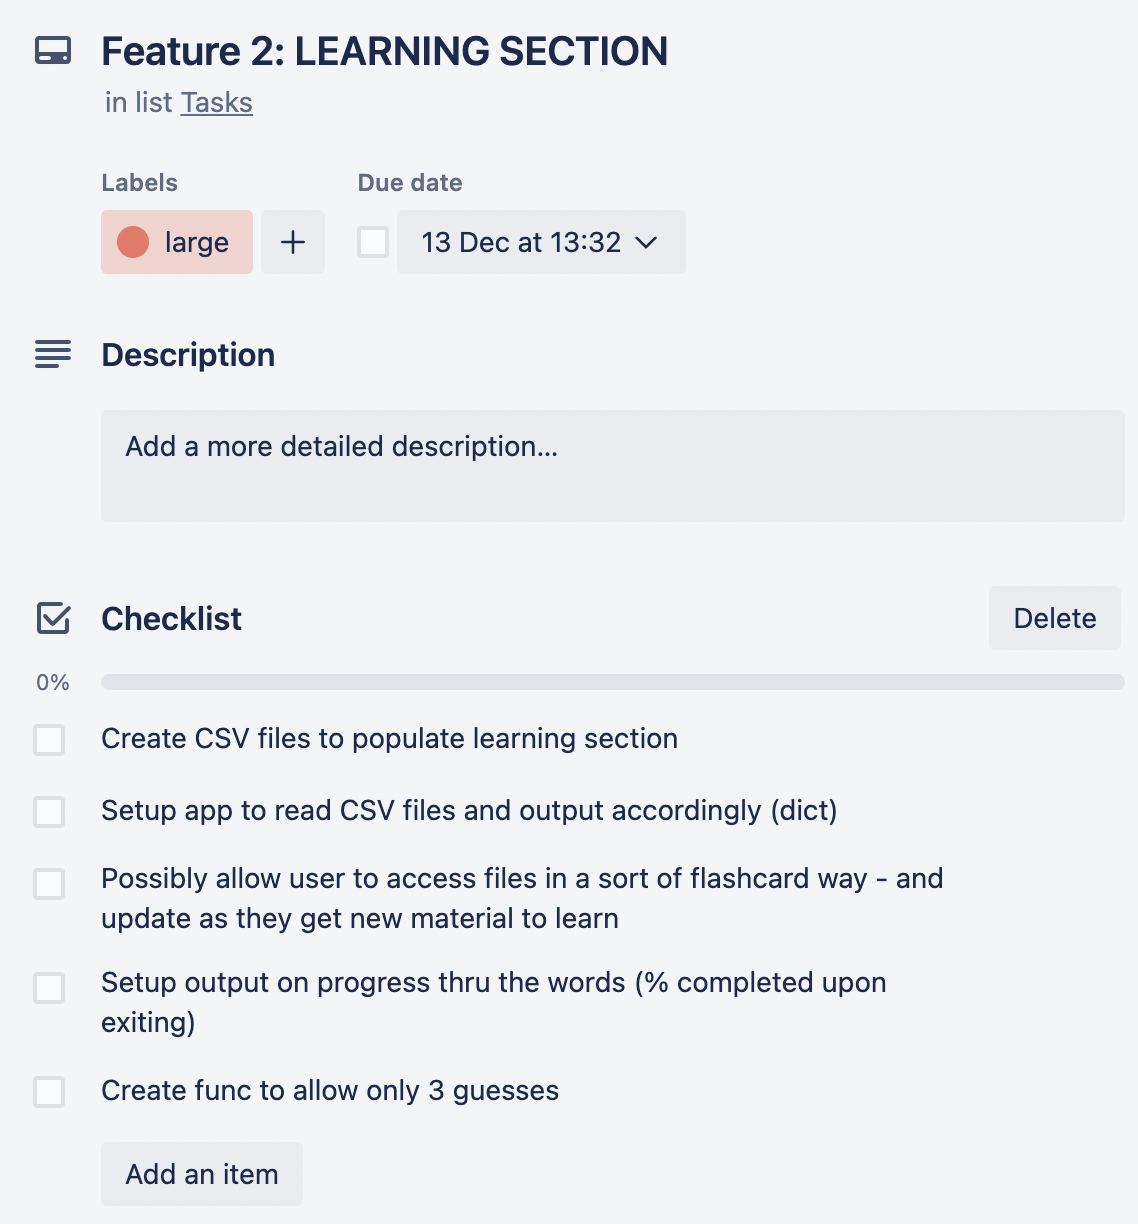 Feature 2: LEARNING SECTION
in list Tasks
Labels
Due date
large
+
13 Dec at 13:32
Description
Add a more detailed description...
Checklist
Delete
0%
Create CSV files to populate learning section
Setup app to read CSV files and output accordingly (dict)
Possibly allow user to access files in a sort of flashcard way - and
update as they get new material to learn
Setup output on progress thru the words (% completed upon
exiting)
Create func to allow only 3 guesses
Add an item